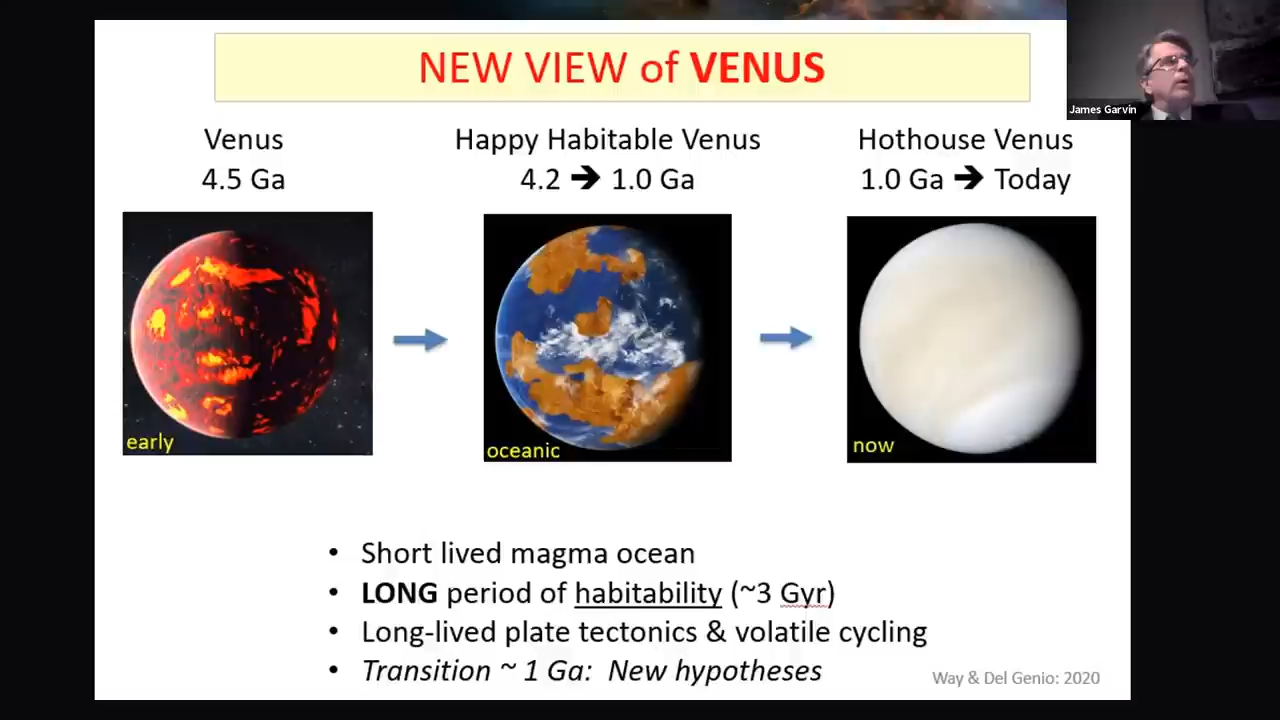 NEW VIEW of VENUS
James Garvin
Venus
4.5 Ga
Happy Habitable Venus
4.2 → 1.0 Ga
Hothouse Venus
1.0 Ga → Today
early
oceanic
now
• Short lived magma ocean
• LONG period of habitability (~3 Gyr)
• Long-lived plate tectonics & volatile cycling
• Transition ~ 1 Ga: New hypotheses
Way & Del Genio: 2020